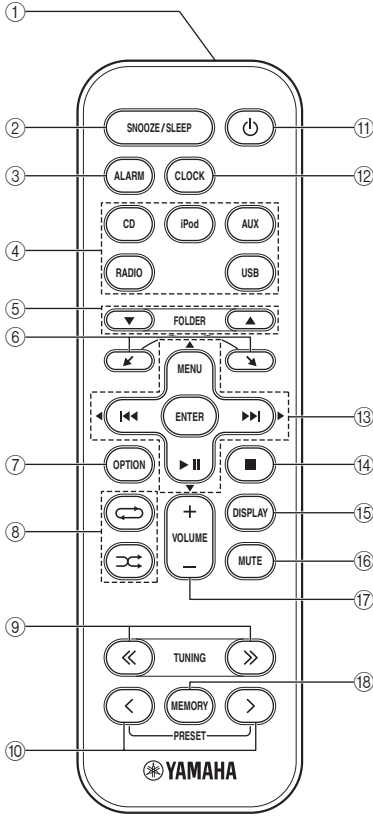 ①
② SNOOZE/SLEEP ⑪
③ ALARM CLOCK ⑫
CD iPod AUX
④
RADIO USB
⑤ FOLDER
⑥
MENU
ENTER ⑬
⑦ OPTION ⑭
DISPLAY ⑮
⑧ + VOLUME –
MUTE ⑯
⑰
⑨ TUNING
MEMORY ⑱
⑩ PRESET
YAMAHA